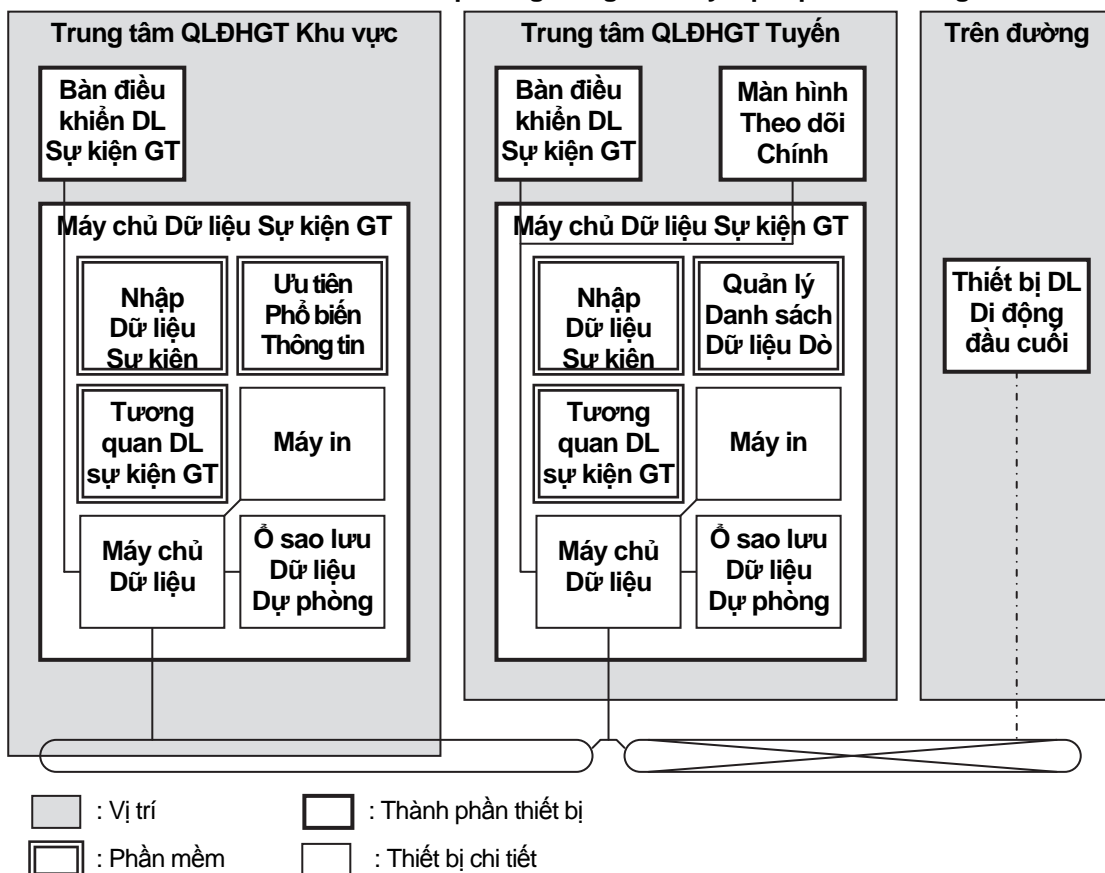 Trung tâm QLĐHGT Khu vực
Bàn điều
khiển DL
Sự kiện GT
Máy chủ Dữ liệu Sự kiện GT
Nhập
Dữ liệu
Sự kiện
Ưu tiên
Phổ biến
Thông tin
Tương
quan DL
sự kiện GT
Máy in
Máy chủ
Dữ liệu
Ổ sao lưu
Dữ liệu
Dự phòng
Trung tâm QLĐHGT Tuyến
Bàn điều
khiển DL
Sự kiện GT
Màn hình
Theo dõi
Chính
Máy chủ Dữ liệu Sự kiện GT
Nhập
Dữ liệu
Sự kiện
Quản lý
Danh sách
Dữ liệu Dò
Tương
quan DL
sự kiện GT
Máy in
Máy chủ
Dữ liệu
Ổ sao lưu
Dữ liệu
Dự phòng
Trên đường
Thiết bị DL
Di động
đầu cuối
: Vị trí
: Thành phần thiết bị
: Phần mềm
: Thiết bị chi tiết